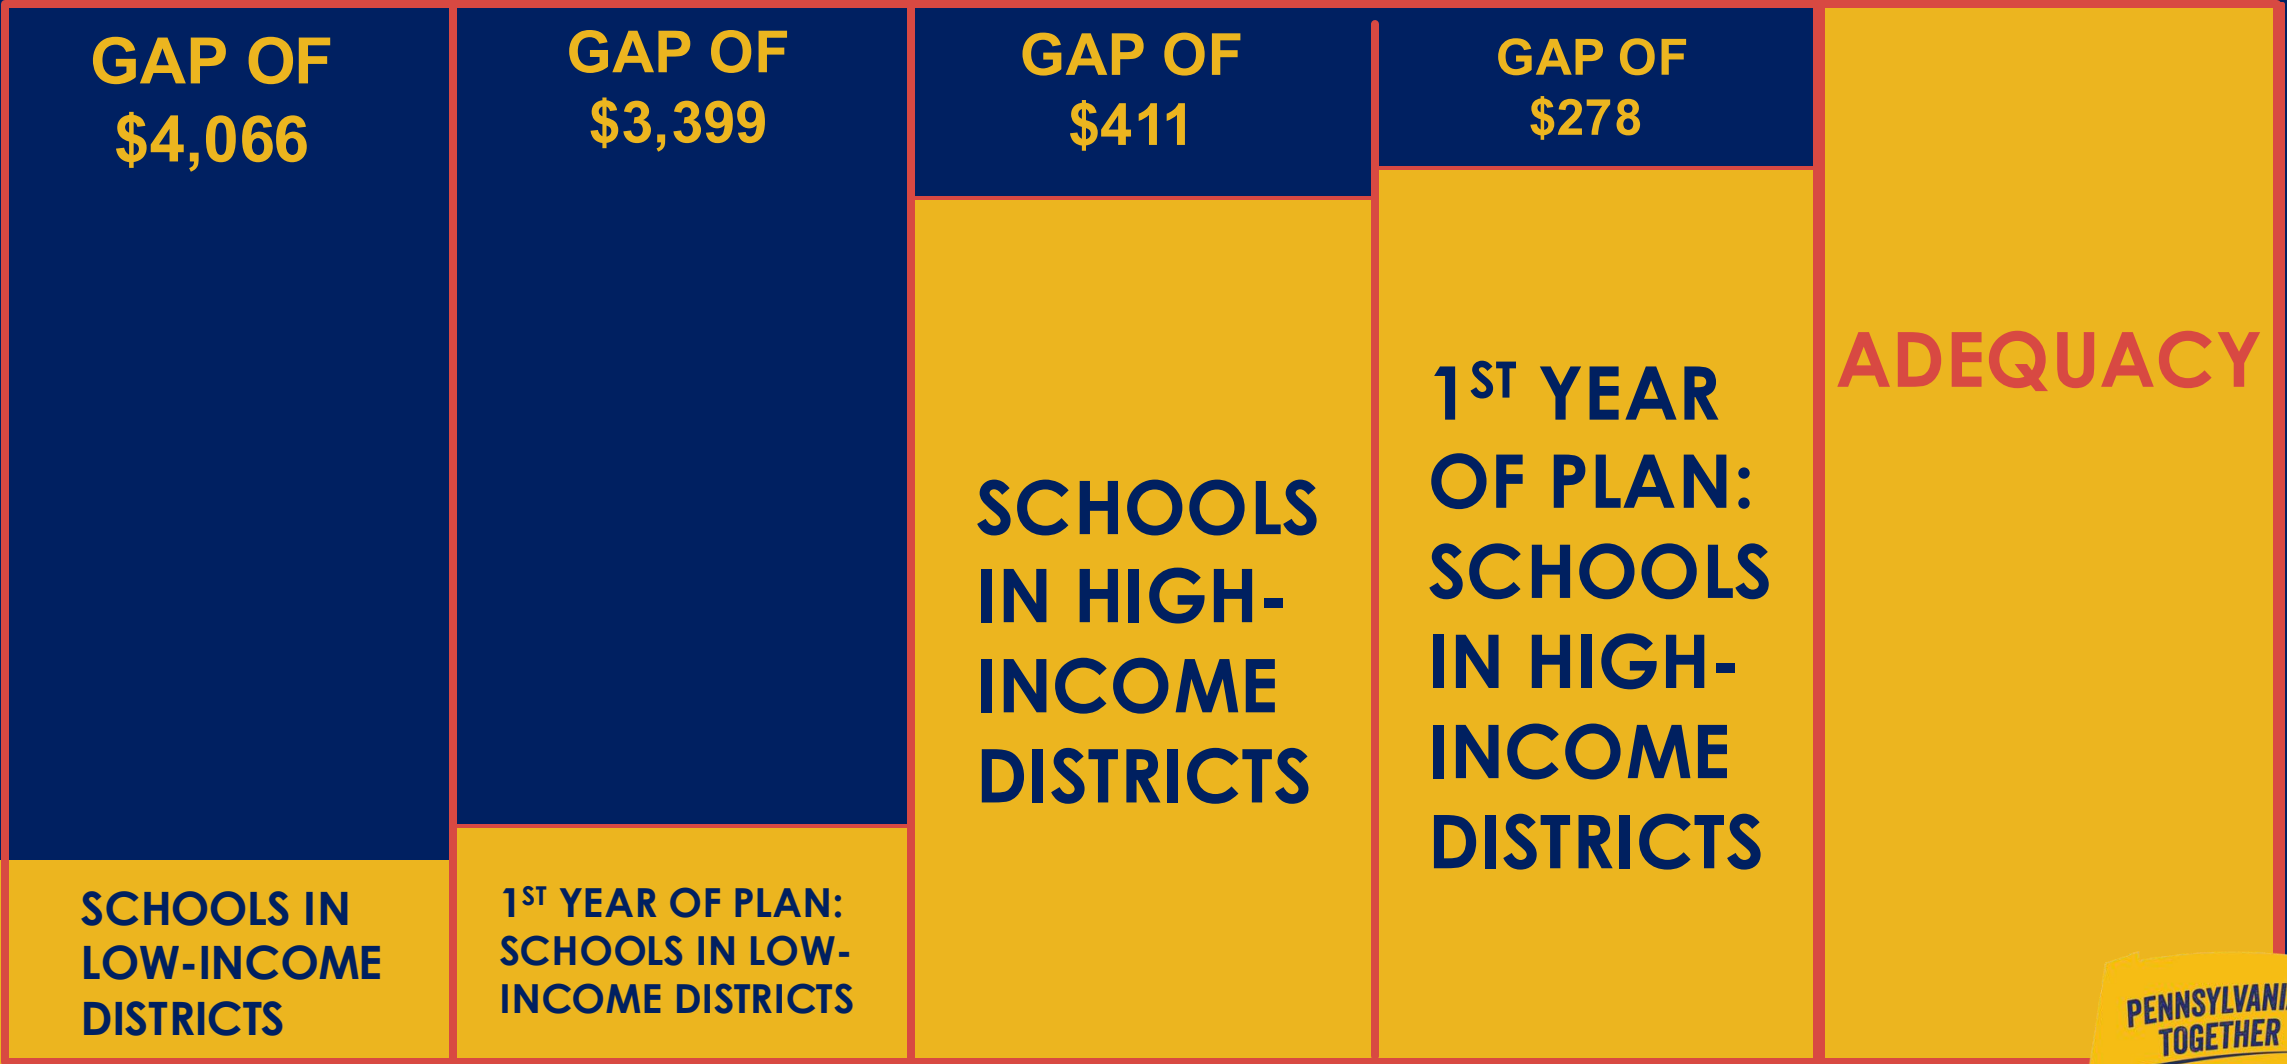 GAP OF
$4,066
SCHOOLS IN
LOW-INCOME
DISTRICTS
GAP OF
$3,399
1ST YEAR OF PLAN:
SCHOOLS IN LOW-
INCOME DISTRICTS
GAP OF
$411
SCHOOLS
IN HIGH-
INCOME
DISTRICTS
GAP OF
$278
1ST YEAR
OF PLAN:
SCHOOLS
IN HIGH-
INCOME
DISTRICTS
ADEQUACY
PENNSYLVANIA
TOGETHER